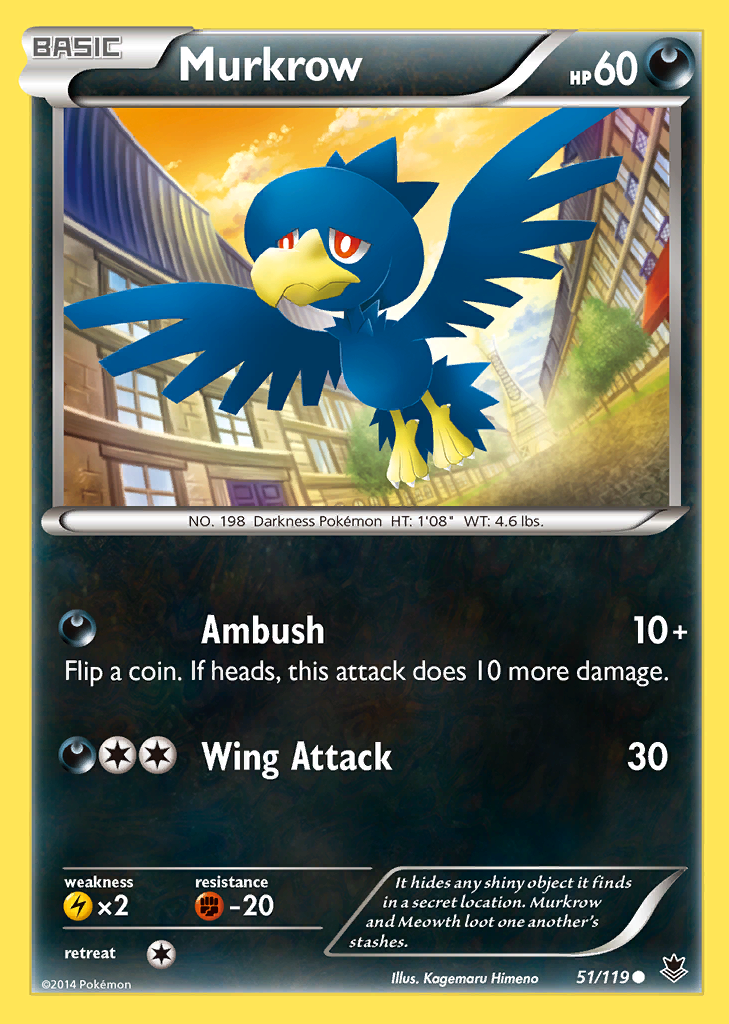 BASIC
Murkrow
HP60
NO. 198 Darkness Pokémon HT: 1'08" WT: 4.6 lbs.
Ambush 10+
Flip a coin. If heads, this attack does 10 more damage.
Wing Attack 30
weakness
×2
resistance
-20
retreat
It hides any shiny object it finds
in a secret location. Murkrow
and Meowth loot one another's
stashes.
©2014 Pokémon
Illus. Kagemaru Himeno
51/119